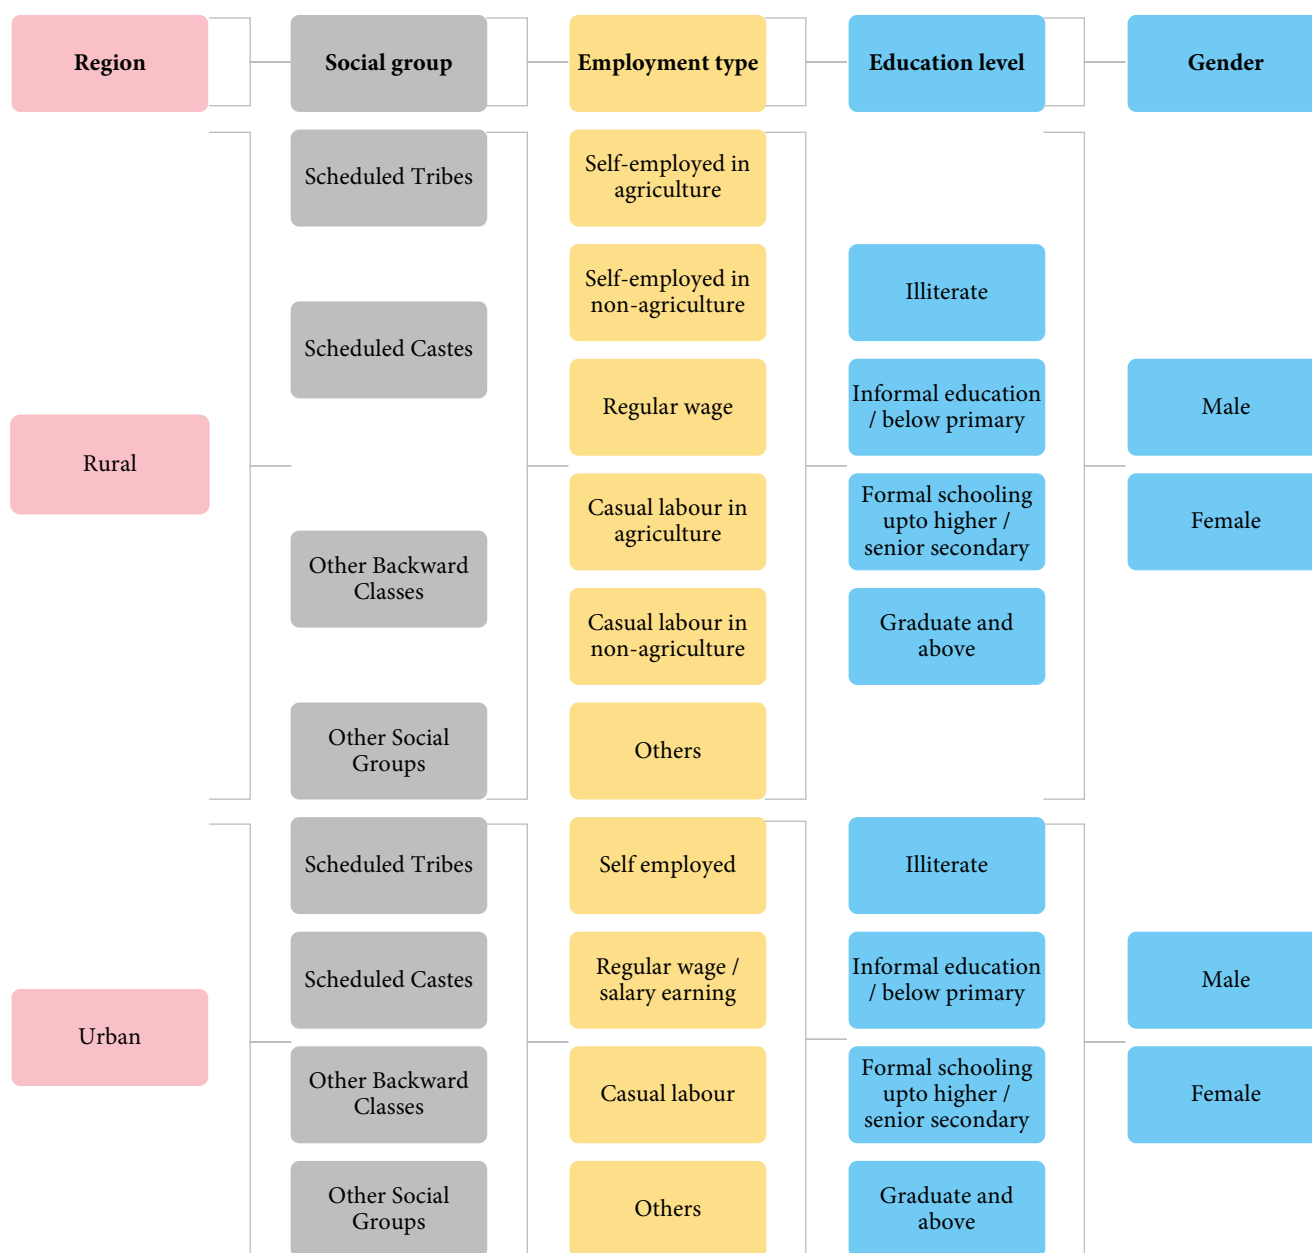 Region
Social group
Employment type
Education level
Gender
Rural
Scheduled Tribes
Scheduled Castes
Other Backward
Classes
Other Social
Groups
Self-employed in
agriculture
Self-employed in
non-agriculture
Regular wage
Casual labour in
agriculture
Casual labour in
non-agriculture
Others
Illiterate
Informal education
/ below primary
Formal schooling
upto higher /
senior secondary
Graduate and
above
Male
Female
Urban
Scheduled Tribes
Scheduled Castes
Other Backward
Classes
Other Social
Groups
Self employed
Regular wage /
salary earning
Casual labour
Others
Illiterate
Informal education
/ below primary
Formal schooling
upto higher /
senior secondary
Graduate and
above
Male
Female